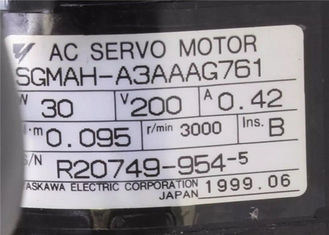 AC SERVO MOTOR
SGMAH-A3AAAG761
W 30 V 200 A 0.42
·m 0.095 r/min 3000 Ins. B
S/N R20749-954-5
YASKAWA ELECTRIC CORPORATION
JAPAN 1999.06